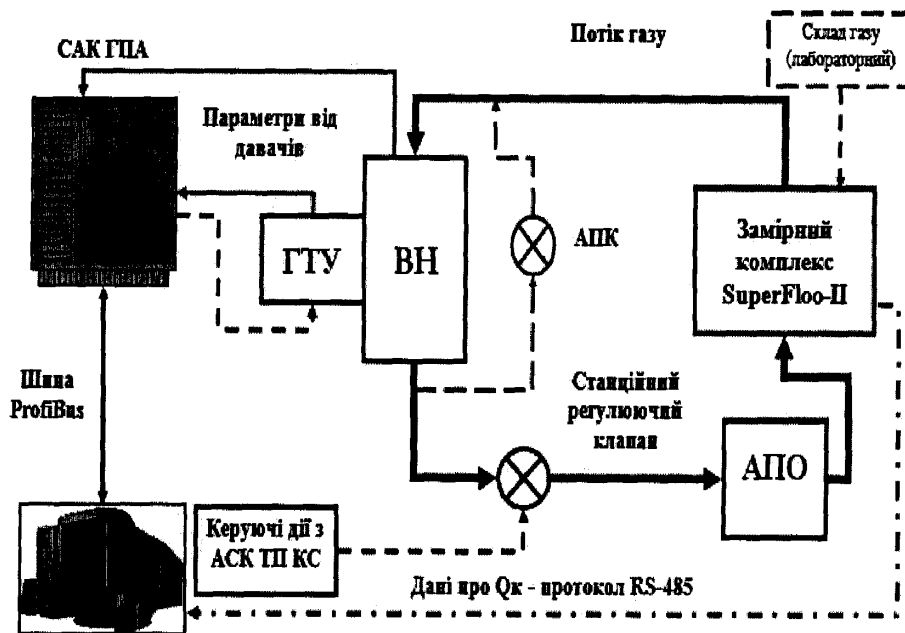 САК ГПА
Потік газу
Склад газу
(лабораторний)
Параметри від
давачів
ГТУ
ВН
АПК
Замірний
комплекс
SuperFloo-II
Шина
ProfiBus
Станційний
регулюючий
клапан
АПО
Керуючі дії з
АСК ТП КС
Дані про Qк - протокол RS-485